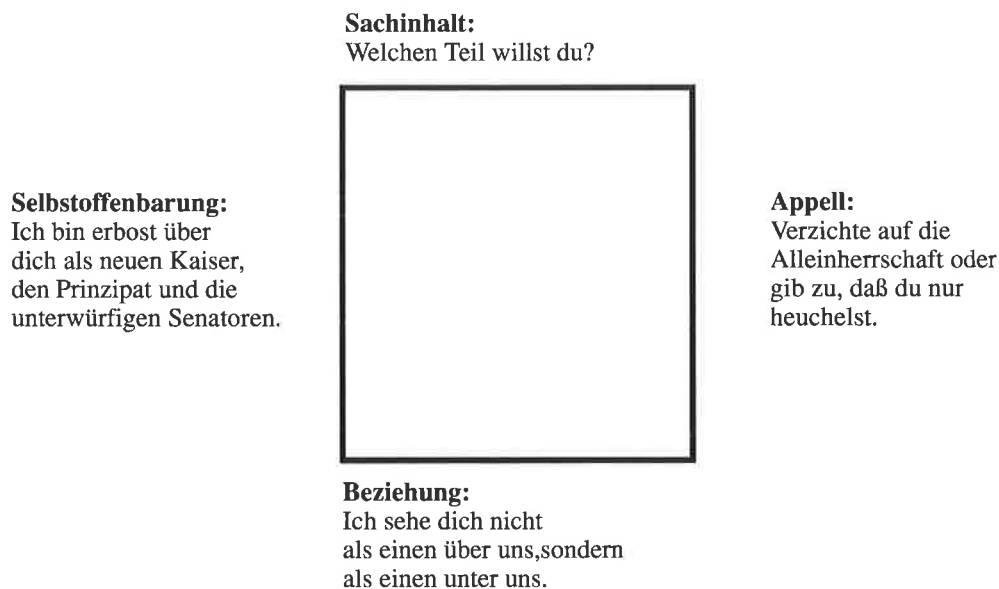 Sachinhalt:
Welchen Teil willst du?
Selbstoffenbarung:
Ich bin erbost über
dich als neuen Kaiser,
den Prinzipat und die
unterwürfigen Senatoren.
Appell:
Verzichte auf die
Alleinherrschaft oder
gib zu, daß du nur
heuchelst.
Beziehung:
Ich sehe dich nicht
als einen über uns,sondern
als einen unter uns.